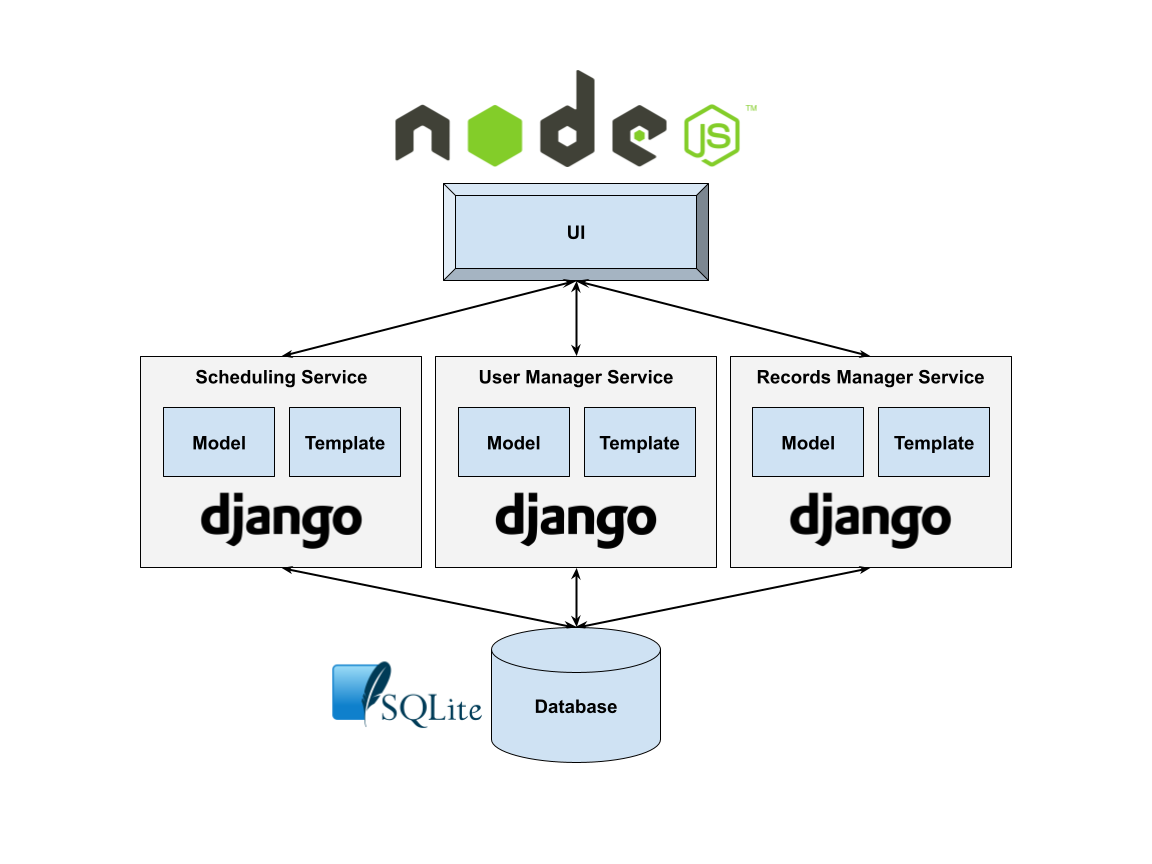 node JS ™
UI
Scheduling Service
User Manager Service
Records Manager Service
Model
Template
Model
Template
Model
Template
django
django
django
SQLite
Database